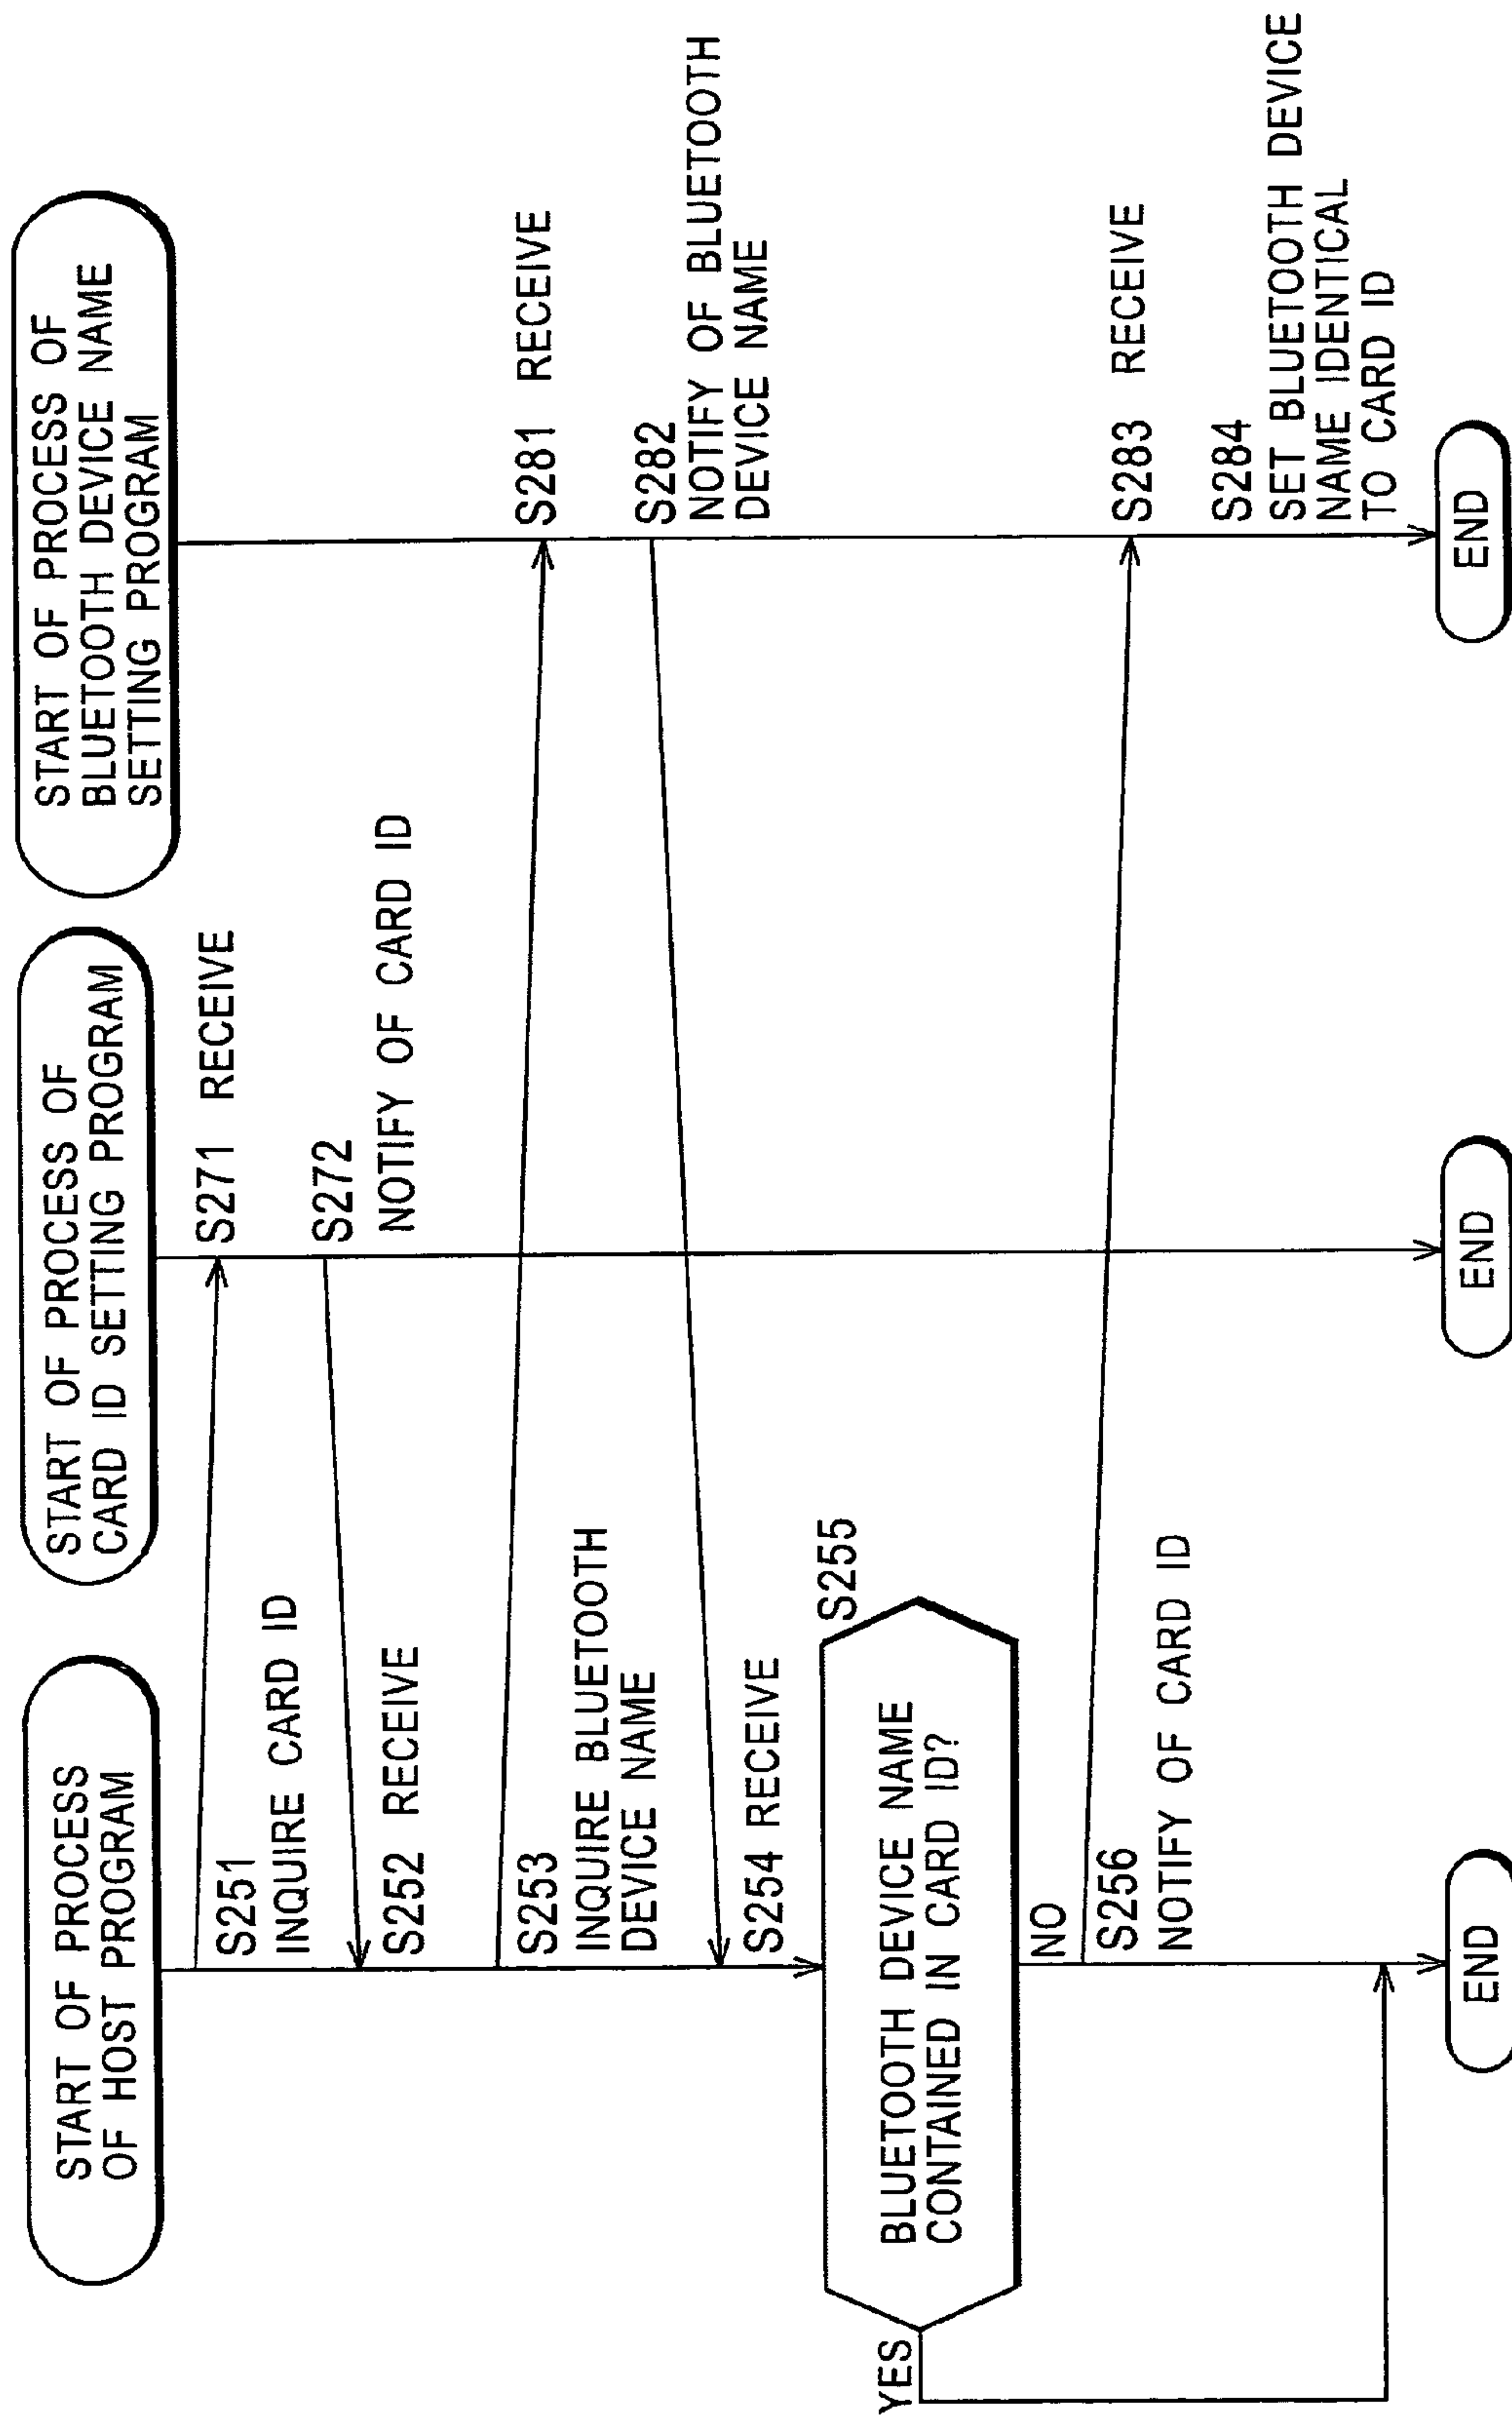 START OF PROCESS
OF HOST PROGRAM
START OF PROCESS OF
CARD ID SETTING PROGRAM
START OF PROCESS OF
BLUETOOTH DEVICE NAME
SETTING PROGRAM
S251
INQUIRE CARD ID
S271 RECEIVE
S272
NOTIFY OF CARD ID
S252 RECEIVE
S253
INQUIRE BLUETOOTH
DEVICE NAME
S281 RECEIVE
S282
NOTIFY OF BLUETOOTH
DEVICE NAME
S254 RECEIVE
S255
BLUETOOTH DEVICE NAME
CONTAINED IN CARD ID?
YES
NO
S256
NOTIFY OF CARD ID
S283 RECEIVE
S284
SET BLUETOOTH DEVICE
NAME IDENTICAL
TO CARD ID
END
END
END